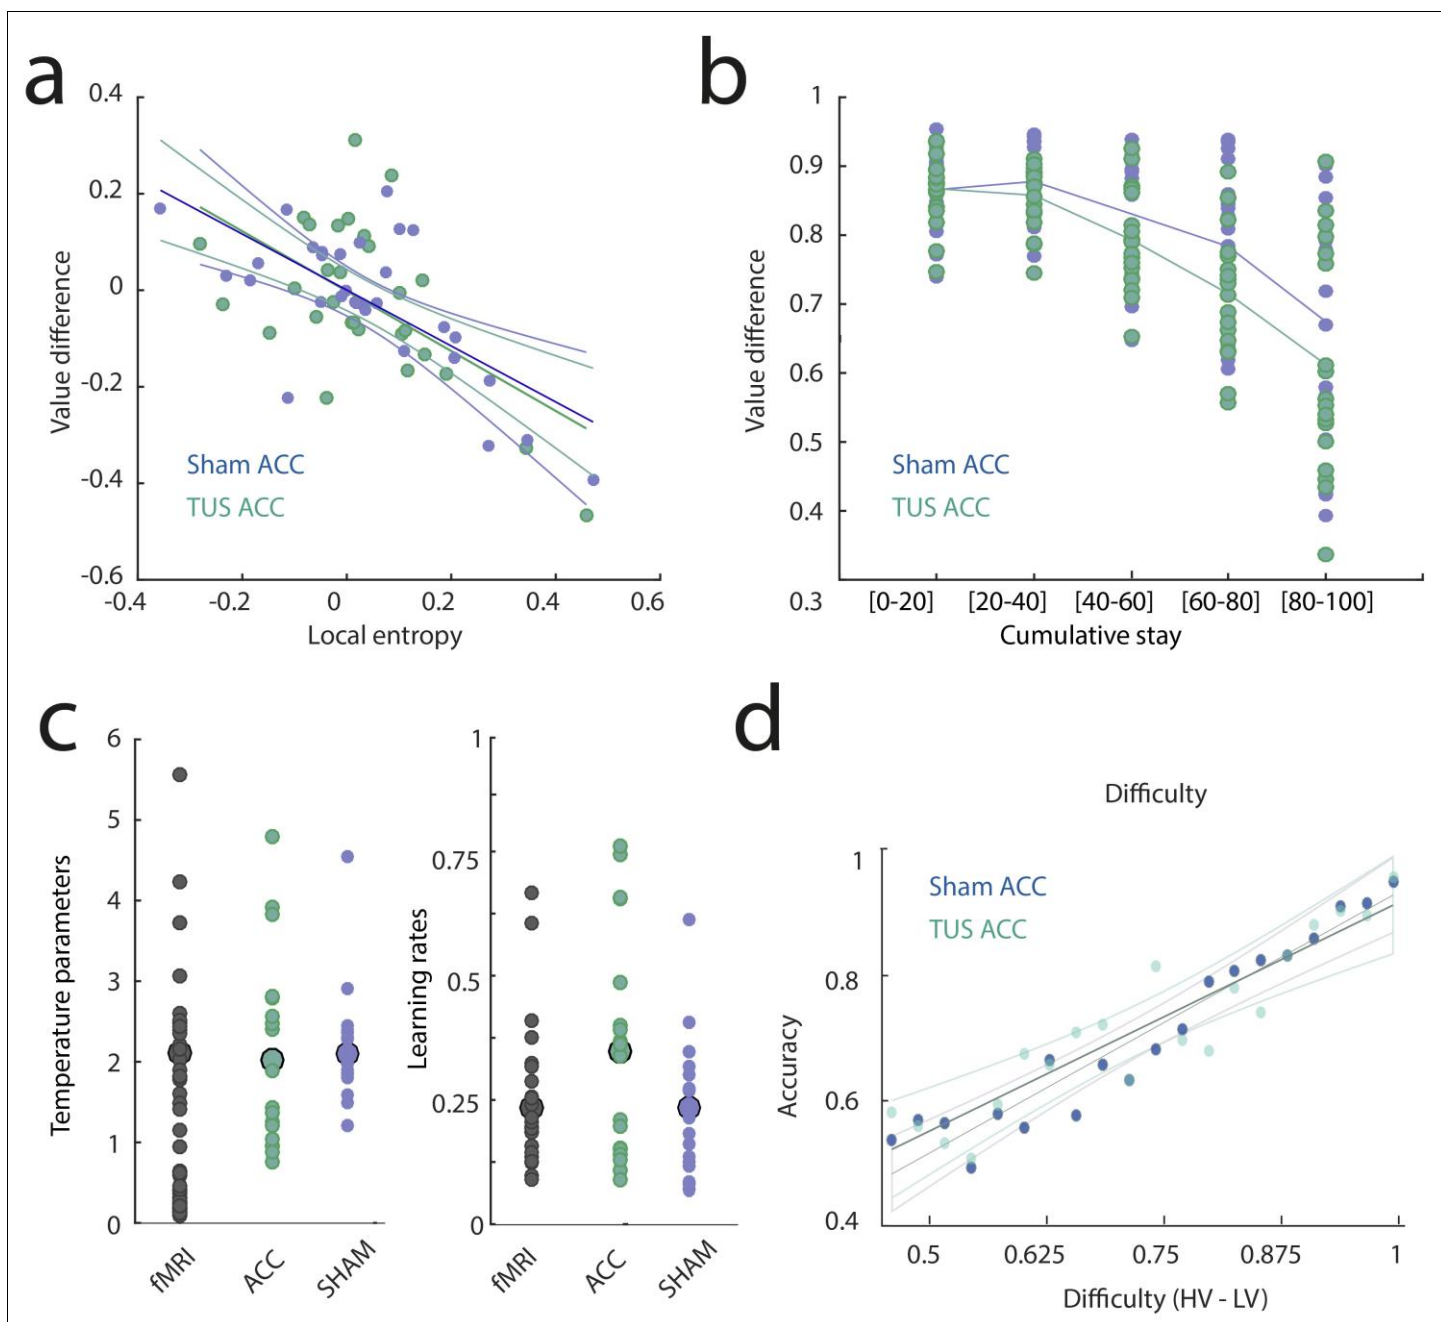 a
0.4
0.2
0
-0.2
-0.4
-0.6
Value difference
Sham ACC
TUS ACC
-0.4
-0.2
0
0.2
0.4
0.6
Local entropy
b
1
0.9
0.8
0.7
0.6
0.5
0.4
0.3
Value difference
Sham ACC
TUS ACC
[0-20]
[20-40]
[40-60]
[60-80]
[80-100]
Cumulative stay
c
6
5
4
3
2
1
0
Temperature parameters
fMRI
ACC
SHAM
1
0.75
0.5
0.25
0
Learning rates
fMRI
ACC
SHAM
d
Difficulty
1
0.8
0.6
0.4
Accuracy
Sham ACC
TUS ACC
0.5
0.625
0.75
0.875
1
Difficulty (HV - LV)